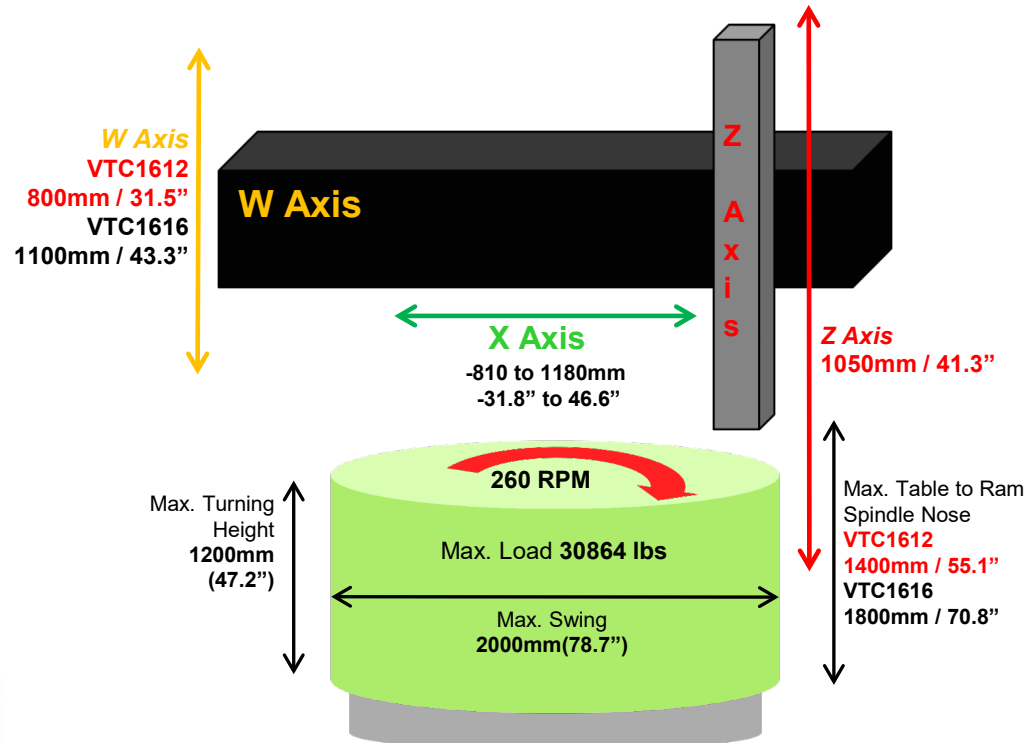 W Axis
VTC1612
800mm / 31.5”
VTC1616
1100mm / 43.3”
W Axis
Z
A
x
i
s
X Axis
-810 to 1180mm
-31.8” to 46.6”
Z Axis
1050mm / 41.3”
260 RPM
Max. Turning
Height
1200mm
(47.2”)
Max. Load 30864 lbs
Max. Swing
2000mm(78.7”)
Max. Table to Ram
Spindle Nose
VTC1612
1400mm / 55.1”
VTC1616
1800mm / 70.8”